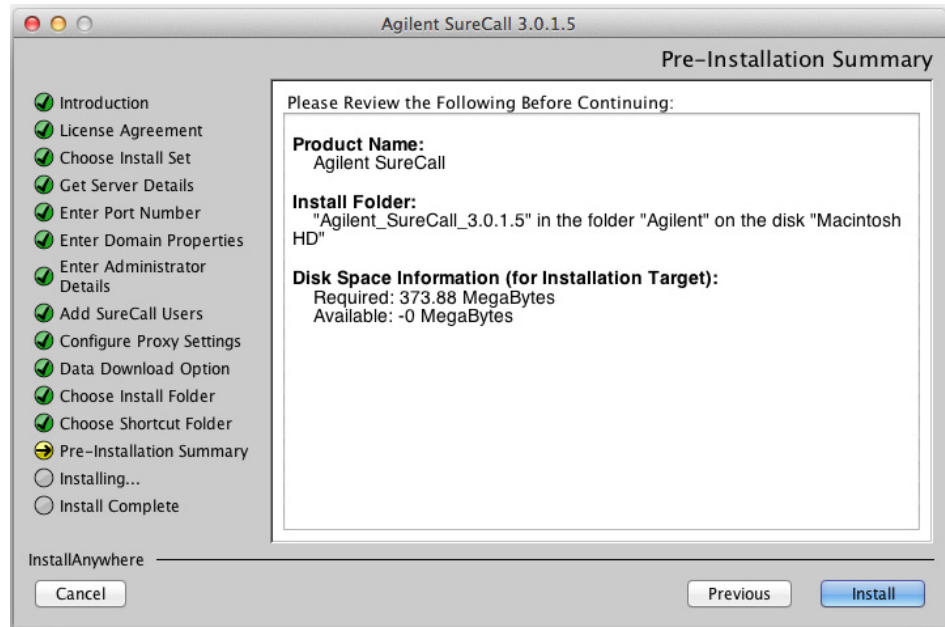 Agilent SureCall 3.0.1.5
Pre-Installation Summary
Introduction
License Agreement
Choose Install Set
Get Server Details
Enter Port Number
Enter Domain Properties
Enter Administrator
Details
Add SureCall Users
Configure Proxy Settings
Data Download Option
Choose Install Folder
Choose Shortcut Folder
Pre-Installation Summary
Installing...
Install Complete
Please Review the Following Before Continuing:
Product Name:
Agilent SureCall
Install Folder:
"Agilent_SureCall_3.0.1.5" in the folder "Agilent" on the disk "Macintosh
HD"
Disk Space Information (for Installation Target):
Required: 373.88 MegaBytes
Available: -0 MegaBytes
InstallAnywhere
Cancel
Previous
Install